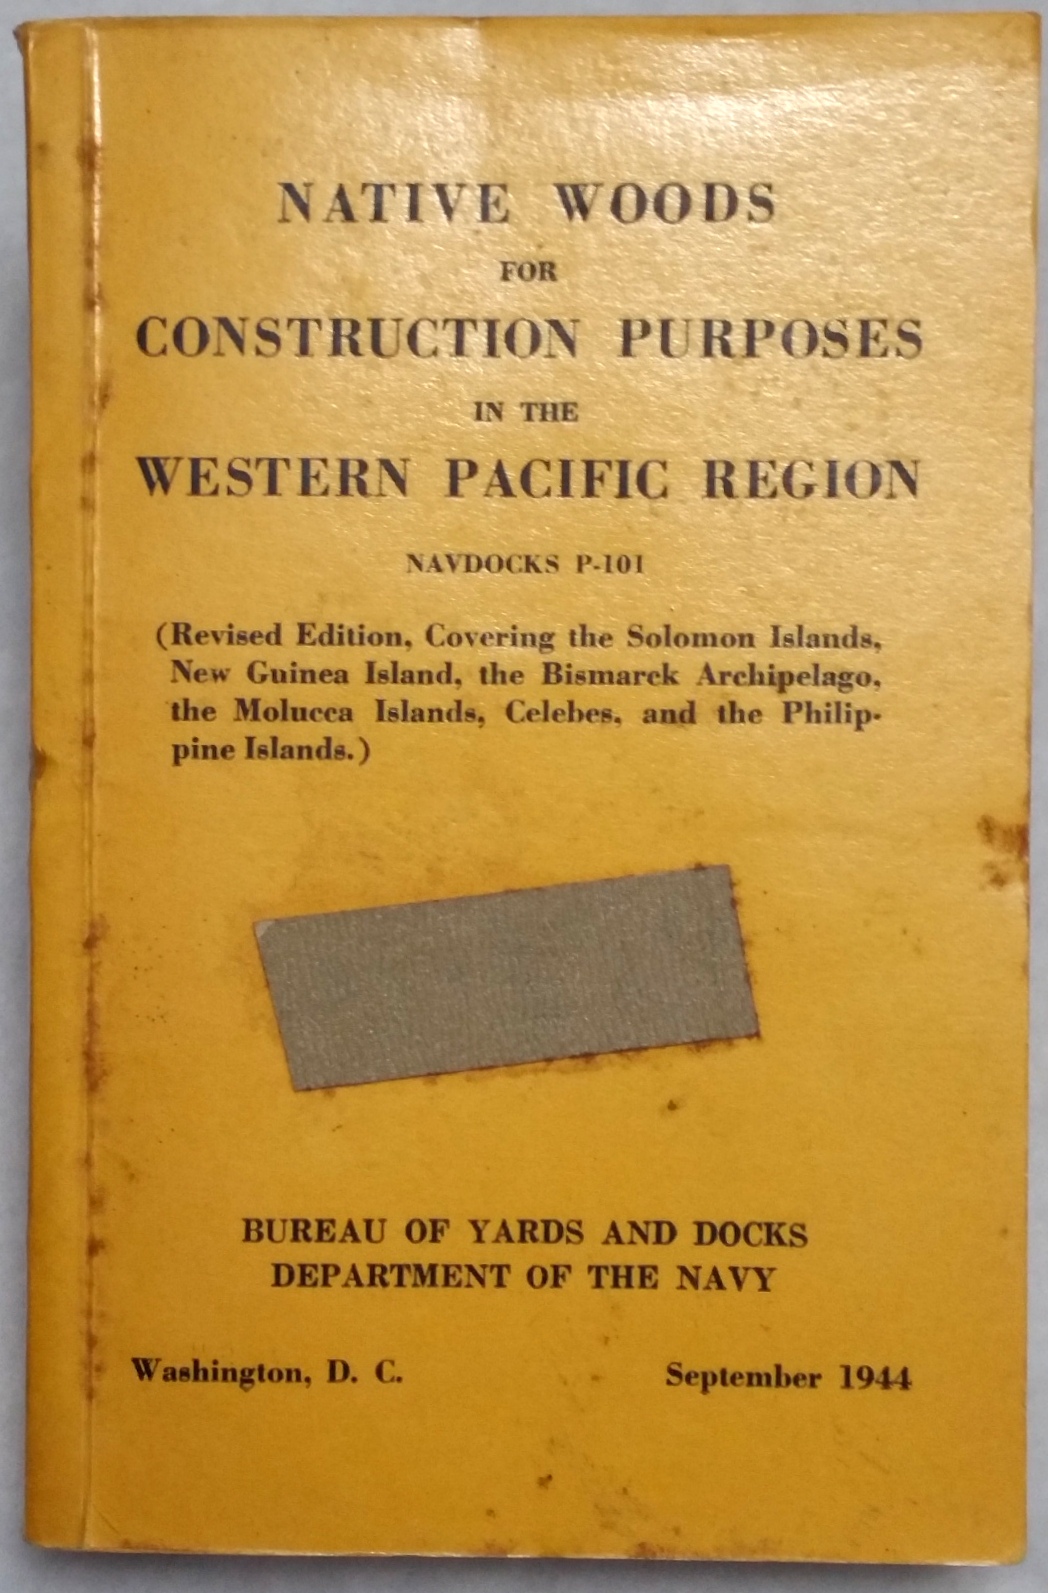 NATIVE WOODS
FOR
CONSTRUCTION PURPOSES
IN THE
WESTERN PACIFIC REGION
NAVDOCKS P-101
(Revised Edition, Covering the Solomon Islands,
New Guinea Island, the Bismarck Archipelago,
the Molucca Islands, Celebes, and the Philip-
pine Islands.)
BUREAU OF YARDS AND DOCKS
DEPARTMENT OF THE NAVY
Washington, D. C. September 1944